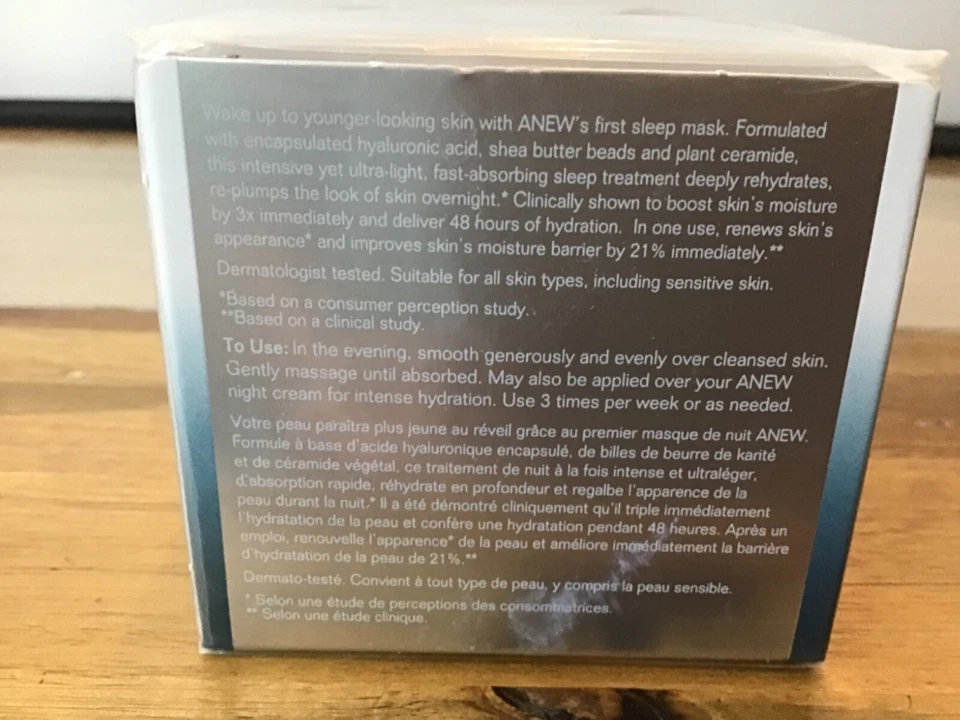 Wake up to younger-looking skin with ANEW's first sleep mask. Formulated
with encapsulated hyaluronic acid, shea butter beads and plant ceramide,
this intensive yet ultra-light, fast-absorbing sleep treatment deeply rehydrates,
re-plumps the look of skin overnight.* Clinically shown to boost skin's moisture
by 3x immediately and deliver 48 hours of hydration. In one use, renews skin's
appearance* and improves skin's moisture barrier by 21% immediately.**
Dermatologist tested. Suitable for all skin types, including sensitive skin.
*Based on a consumer perception study.
**Based on a clinical study.
To Use: In the evening, smooth generously and evenly over cleansed skin.
Gently massage until absorbed. May also be applied over your ANEW
night cream for intense hydration. Use 3 times per week or as needed.
Votre peau paraîtra plus jeune au réveil grâce au premier masque de nuit ANEW.
Formule à base d'acide hyaluronique encapsulé, de billes de beurre de karité
et de céramide végétal, ce traitement de nuit à la fois intense et ultraléger,
d'absorption rapide, réhydrate en profondeur et regalbe l'apparence de la
peau durant la nuit.* Il a été démontré cliniquement qu'il triple immédiatement
l'hydratation de la peau et confère une hydratation pendant 48 heures. Après un
emploi, renouvelle l'apparence* de la peau et améliore immédiatement la barrière
d'hydratation de la peau de 21%.**
Dermato-testé. Convient à tout type de peau, y compris la peau sensible.
* Selon une étude de perceptions des consommatrices.
** Selon une étude clinique.